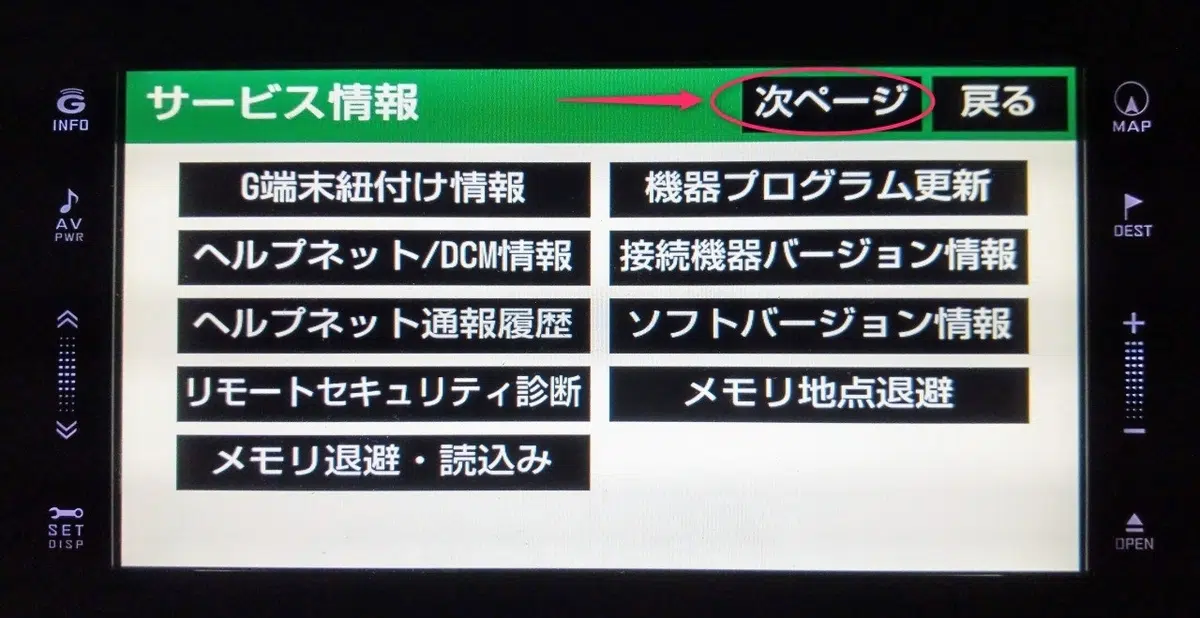 G
INFO
AV
PWR
SET
DISP
サービス情報
次ページ
戻る
G端末紐付け情報
機器プログラム更新
ヘルプネット/DCM情報
接続機器バージョン情報
ヘルプネット通報履歴
ソフトバージョン情報
リモートセキュリティ診断
メモリ地点退避
メモリ退避・読込み
MAP
DEST
+
−
OPEN